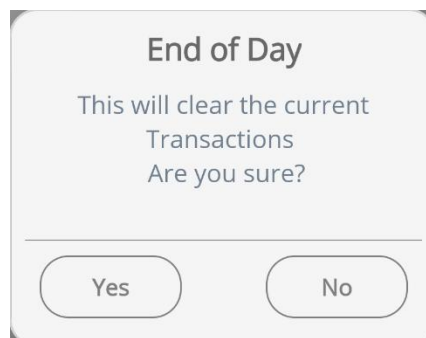 End of Day
This will clear the current
Transactions
Are you sure?
Yes
No